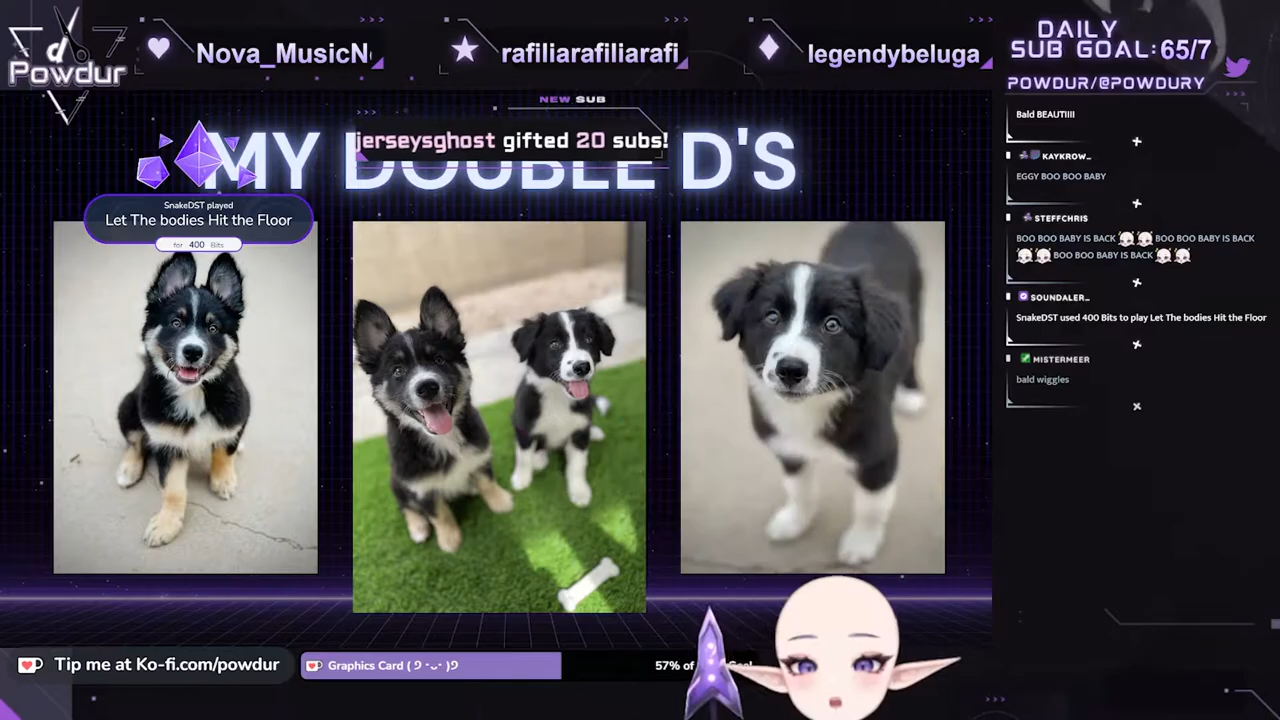 d
Powdur
Nova_MusicN
rafiliarafiliarafi
legendybeluga
DAILY
SUB GOAL: 65/7
POWDUR/@POWDURY
NEW SUB
jerseysghost gifted 20 subs!
MY DOUBLE D'S
SnakeDST played
Let The bodies Hit the Floor
for 400 Bits
Bald BEAUTIIII
KAYKROW_
EGGY BOO BOO BABY
STEFFCHRIS
BOO BOO BABY IS BACK BOO BOO BABY IS BACK
BOO BOO BABY IS BACK
SOUNDALER_
SnakeDST used 400 Bits to play Let The bodies Hit the Floor
MISTERMEER
bald wiggles
Tip me at Ko-fi.com/powdur
Graphics Card
57% of